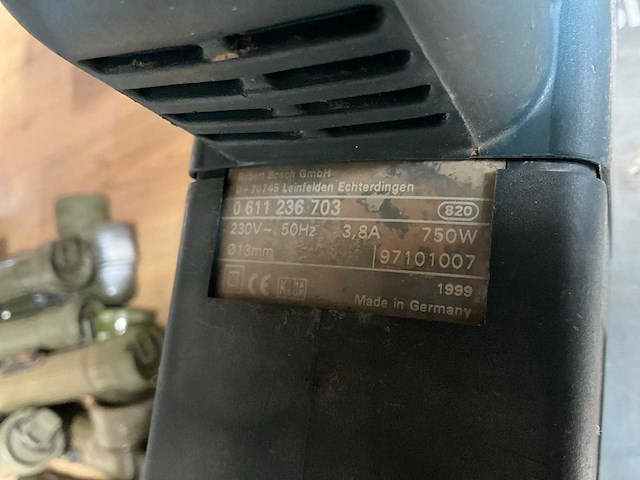 Robert Bosch GmbH
D-70745 Leinfelden Echterdingen
0 611 236 703 820
230V~ 50Hz 3,8A 750W
Ø13mm 97101007
CE
1999
Made in Germany